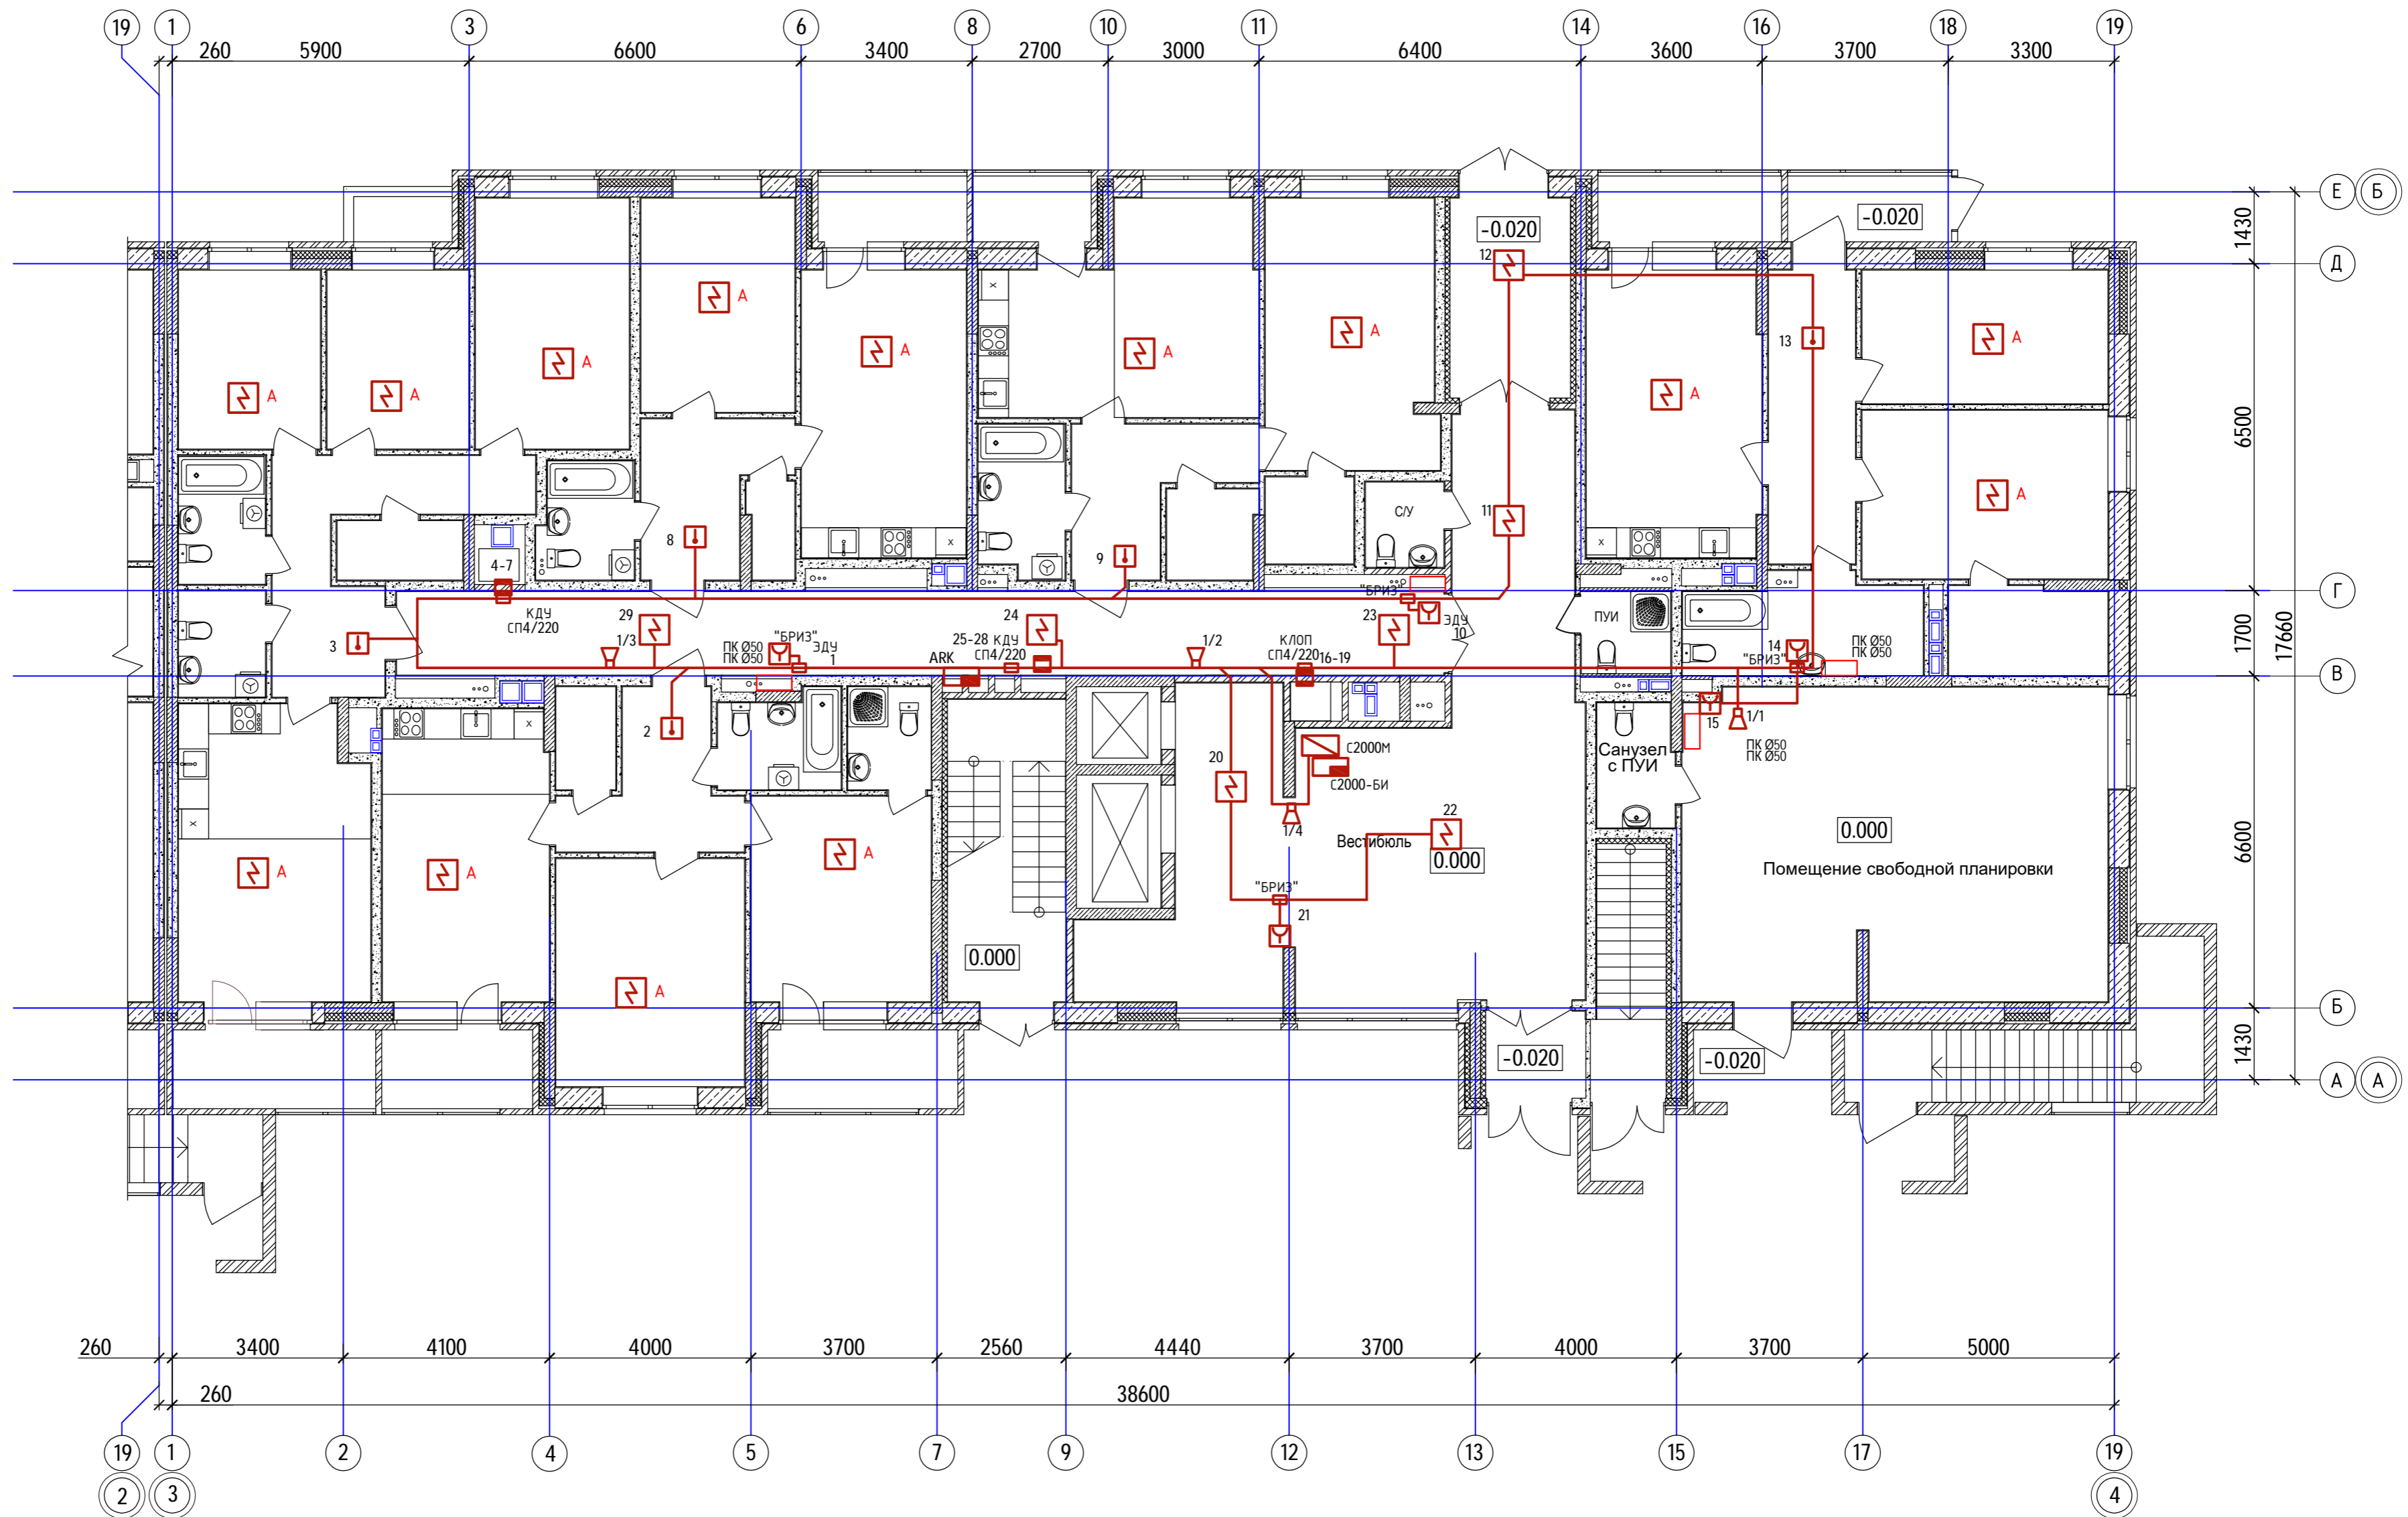 19 1 3 6 8 10 11 14 16 18 19
260 5900 6600 3400 2700 3000 6400 3600 3700 3300
Е Б
-0.020
-0.020
1430
12
Д
А
А
13
А
А
А
А
А
А
А
А
6500
А
11
С/У
8
9
4-7
Г
КДУ
СП4/220
"БРИЗ"
29
24
23
ЭДУ
10
ПУИ
1700
17660
3
1/3
ПК Ø50
ПК Ø50
"БРИЗ"
ЭДУ
1
ARK
25-28
КДУ
СП4/220
1/2
КЛОП
СП4/220
16-19
14
"БРИЗ"
ПК Ø50
ПК Ø50
В
2
15
1/1
ПК Ø50
ПК Ø50
20
С2000М
С2000-БИ
Санузел
с ПУИ
1/4
22
Вестибюль
0.000
0.000
6600
А
А
А
Помещение свободной планировки
"БРИЗ"
21
0.000
А
Б
-0.020
-0.020
1430
А А
260 3400 4100 4000 3700 2560 4440 3700 4000 3700 5000
260 38600
19 1 2 4 5 7 9 12 13 15 17 19
2 3 4